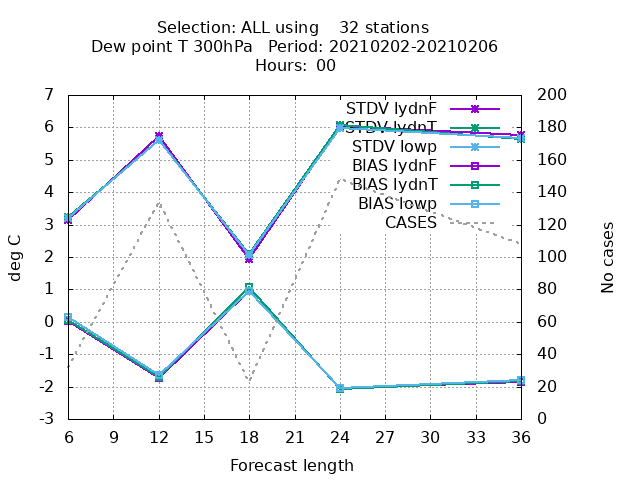 Selection: ALL using    32 stations
Dew point T 300hPa   Period: 20210202-20210206
Hours: 00
7
6
5
4
3
2
1
0
-1
-2
-3
deg C
STDV lydnF
STDV lydnT
STDV lowp
BIAS lydnF
BIAS lydnT
BIAS lowp
CASES
200
180
160
140
120
100
80
60
40
20
0
No cases
6 9 12 15 18 21 24 27 30 33 36
Forecast length